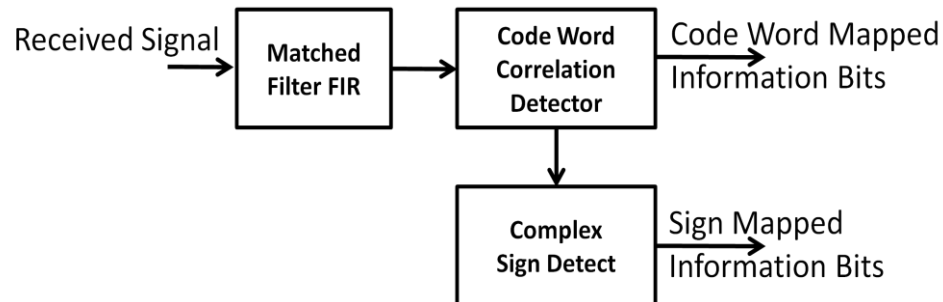 Received Signal
Matched
Filter FIR
Code Word
Correlation
Detector
Code Word Mapped
Information Bits
Complex
Sign Detect
Sign Mapped
Information Bits